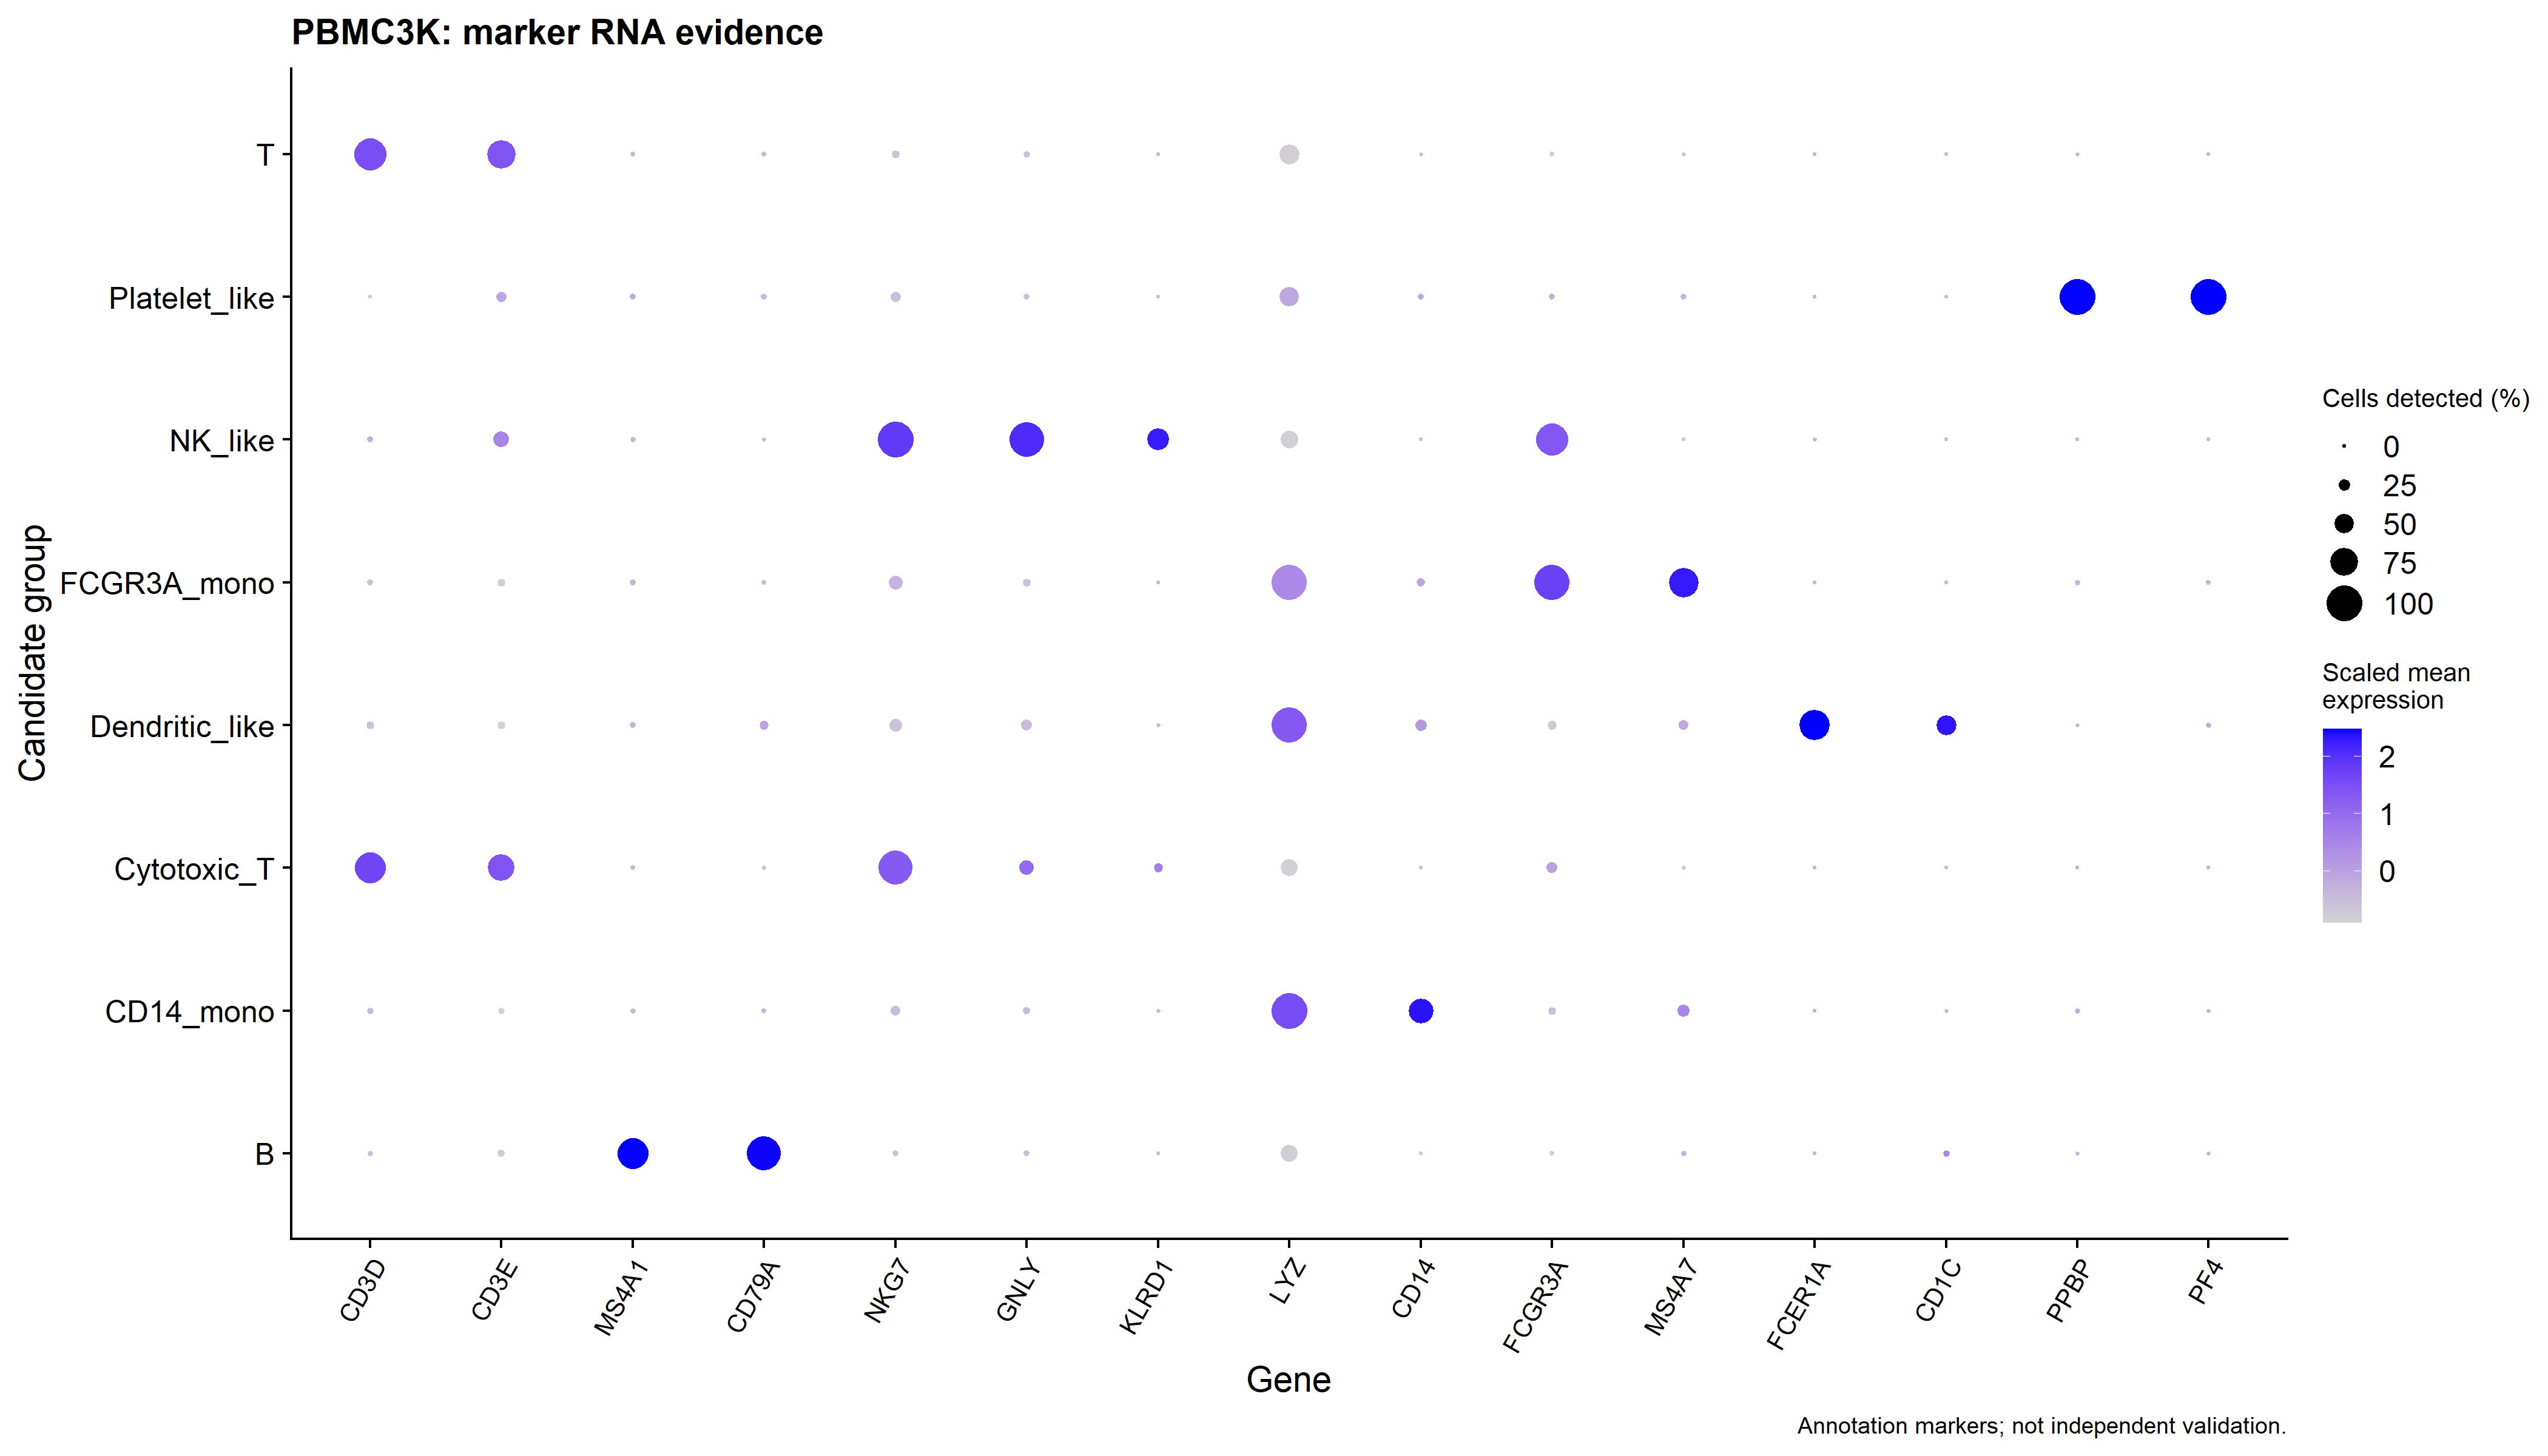 PBMC3K: marker RNA evidence
Candidate group
T
Platelet_like
NK_like
FCGR3A_mono
Dendritic_like
Cytotoxic_T
CD14_mono
B
CD3D
CD3E
MS4A1
CD79A
NKG7
GNLY
KLRD1
LYZ
CD14
FCGR3A
MS4A7
FCER1A
CD1C
PPBP
PF4
Gene
Cells detected (%)
0
25
50
75
100
Scaled mean
expression
2
1
0
Annotation markers; not independent validation.